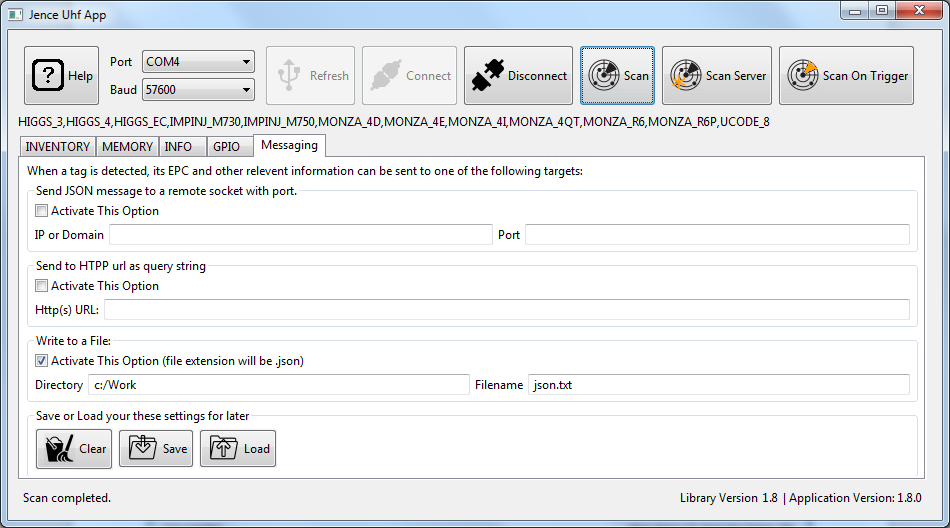 Jence Uhf App
Help
Port COM4
Baud 57600
Refresh
Connect
Disconnect
Scan
Scan Server
Scan On Trigger
HIGGS_3,HIGGS_4,HIGGS_EC,IMPINJ_M730,IMPINJ_M750,MONZA_4D,MONZA_4E,MONZA_4I,MONZA_4QT,MONZA_R6,MONZA_R6P,UCODE_8
INVENTORY MEMORY INFO GPIO Messaging
When a tag is detected, its EPC and other relevent information can be sent to one of the following targets:
Send JSON message to a remote socket with port.
Activate This Option
IP or Domain Port
Send to HTPP url as query string
Activate This Option
Http(s) URL:
Write to a File:
Activate This Option (file extension will be .json)
Directory c:/Work Filename json.txt
Save or Load your these settings for later
Clear Save Load
Scan completed. Library Version 1.8 | Application Version: 1.8.0